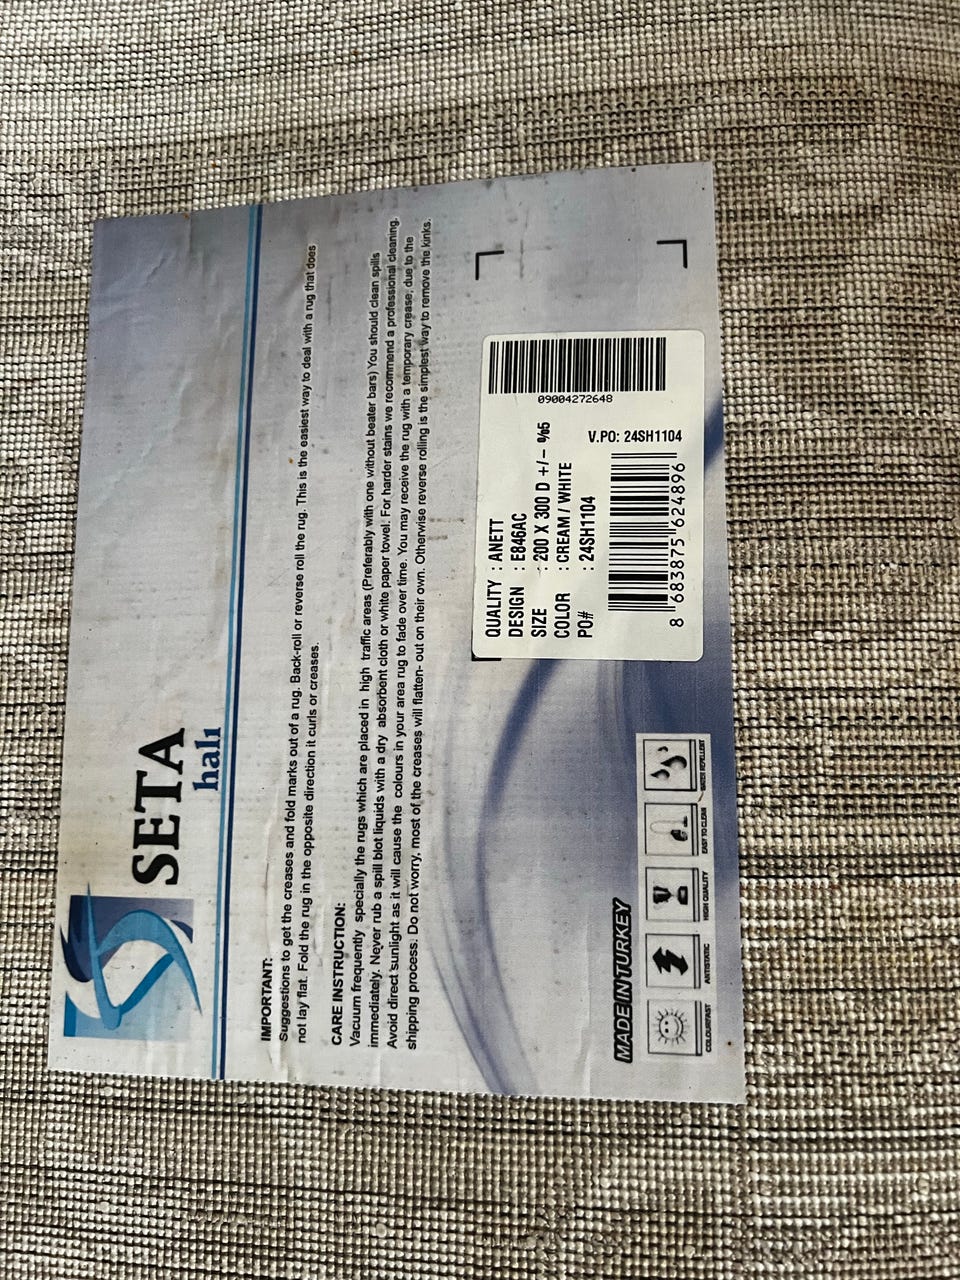 SETA
halı
IMPORTANT:
Suggestions to get the creases and fold marks out of a rug. Back-roll or reverse roll the rug. This is the easiest way to deal with a rug that does
not lay flat. Fold the rug in the opposite direction it curls or creases.
CARE INSTRUCTION:
Vacuum frequently specially the rugs which are placed in high traffic areas (Preferably with one without beater bars) You should clean spills
immediately. Never rub a spill blot liquids with a dry absorbent cloth or white paper towel. For harder stains we recommend a professional cleaning.
Avoid direct sunlight as it will cause the colours in your area rug to fade over time. You may receive the rug with a temporary crease, due to the
shipping process. Do not worry, most of the creases will flatten- out on their own. Otherwise reverse rolling is the simplest way to remove the kinks.
QUALITY : ANETT
DESIGN : E846AC
SIZE : 200 X 300 D +/- %5
COLOR : CREAM / WHITE
PO# : 24SH1104
09004272648
V.PO: 24SH1104
8 683875 624896
MADE IN TURKEY
COLOURFAST
ANTISTATIC
HIGH QUALITY
EASY TO CLEAN
WATER REPELLENT